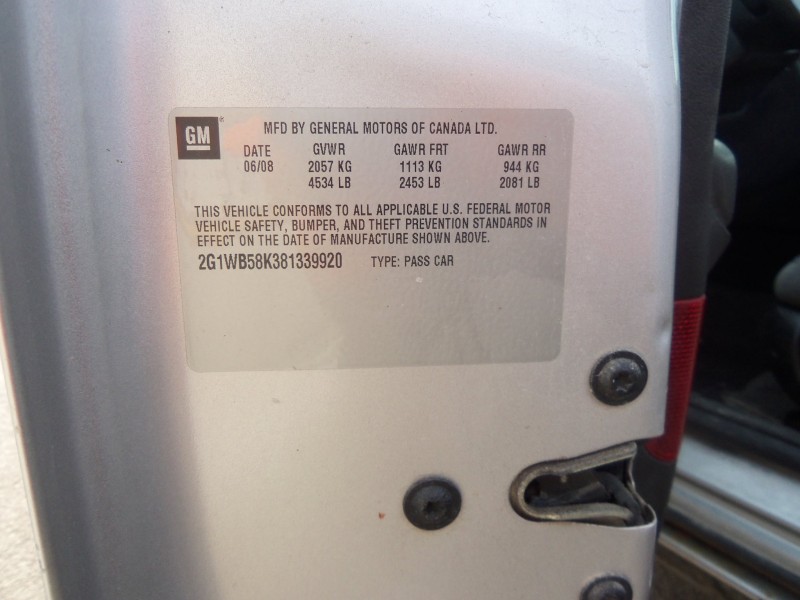 GM MFD BY GENERAL MOTORS OF CANADA LTD.
DATE GVWR GAWR FRT GAWR RR
06/08 2057 KG 1113 KG 944 KG
4534 LB 2453 LB 2081 LB
THIS VEHICLE CONFORMS TO ALL APPLICABLE U.S. FEDERAL MOTOR
VEHICLE SAFETY, BUMPER, AND THEFT PREVENTION STANDARDS IN
EFFECT ON THE DATE OF MANUFACTURE SHOWN ABOVE.
2G1WB58K381339920 TYPE: PASS CAR